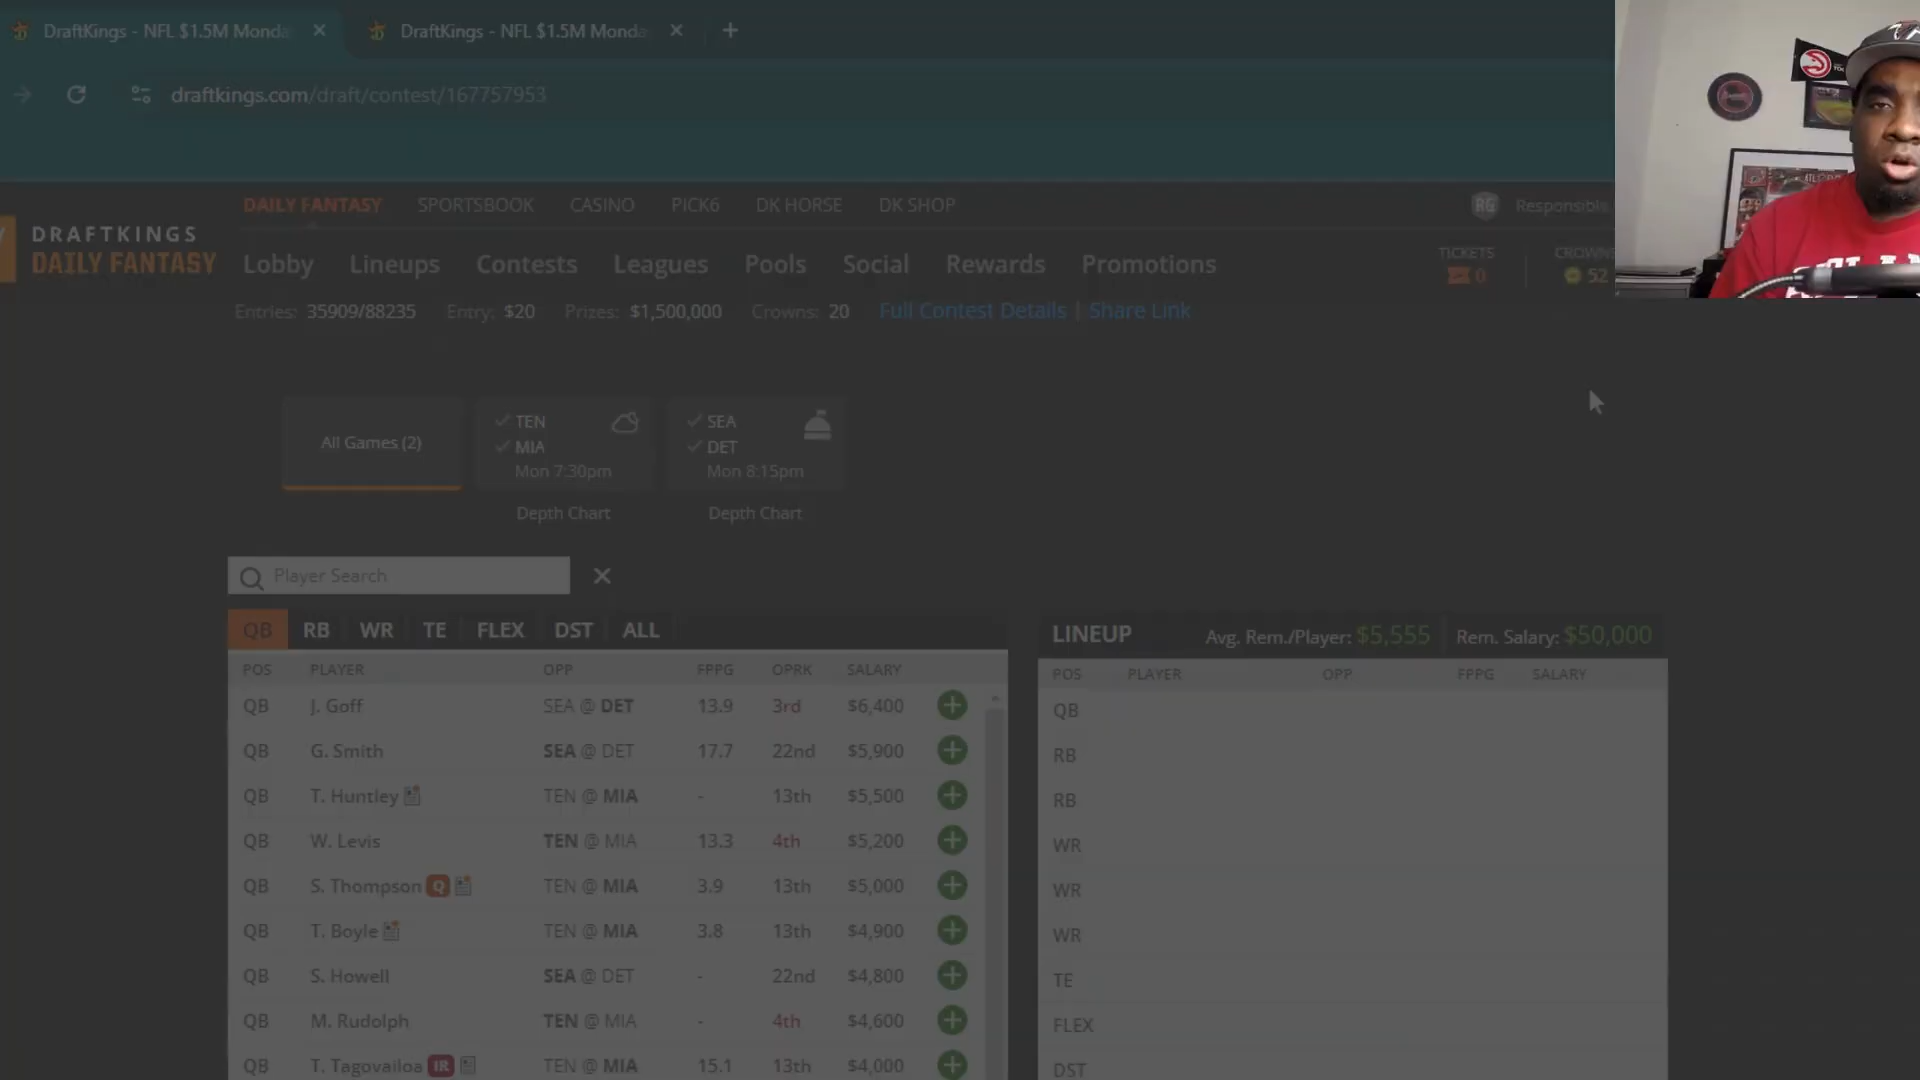 DraftKings - NFL $1.5M Monda
DraftKings - NFL $1.5M Monda
draftkings.com/draft/contest/167757953
DAILY FANTASY SPORTSBOOK CASINO PICK6 DK HORSE DK SHOP
RG Responsible
DRAFTKINGS
DAILY FANTASY
Lobby Lineups Contests Leagues Pools Social Rewards Promotions
TICKETS
0
CROWNS
52
Entries: 35909/88235 Entry: $20 Prizes: $1,500,000 Crowns: 20 Full Contest Details | Share Link
All Games (2)
TEN
MIA
Mon 7:30pm
Depth Chart
SEA
DET
Mon 8:15pm
Depth Chart
Player Search
QB RB WR TE FLEX DST ALL
POS PLAYER OPP FPPG OPRK SALARY
QB J. Goff SEA @ DET 13.9 3rd $6,400
QB G. Smith SEA @ DET 17.7 22nd $5,900
QB T. Huntley TEN @ MIA - 13th $5,500
QB W. Levis TEN @ MIA 13.3 4th $5,200
QB S. Thompson Q TEN @ MIA 3.9 13th $5,000
QB T. Boyle TEN @ MIA 3.8 13th $4,900
QB S. Howell SEA @ DET - 22nd $4,800
QB M. Rudolph TEN @ MIA - 4th $4,600
QB T. Tagovailoa IR TEN @ MIA 15.1 13th $4,000
LINEUP Avg. Rem./Player: $5,555 Rem. Salary: $50,000
POS PLAYER OPP FPPG SALARY
QB
RB
RB
WR
WR
WR
TE
FLEX
DST